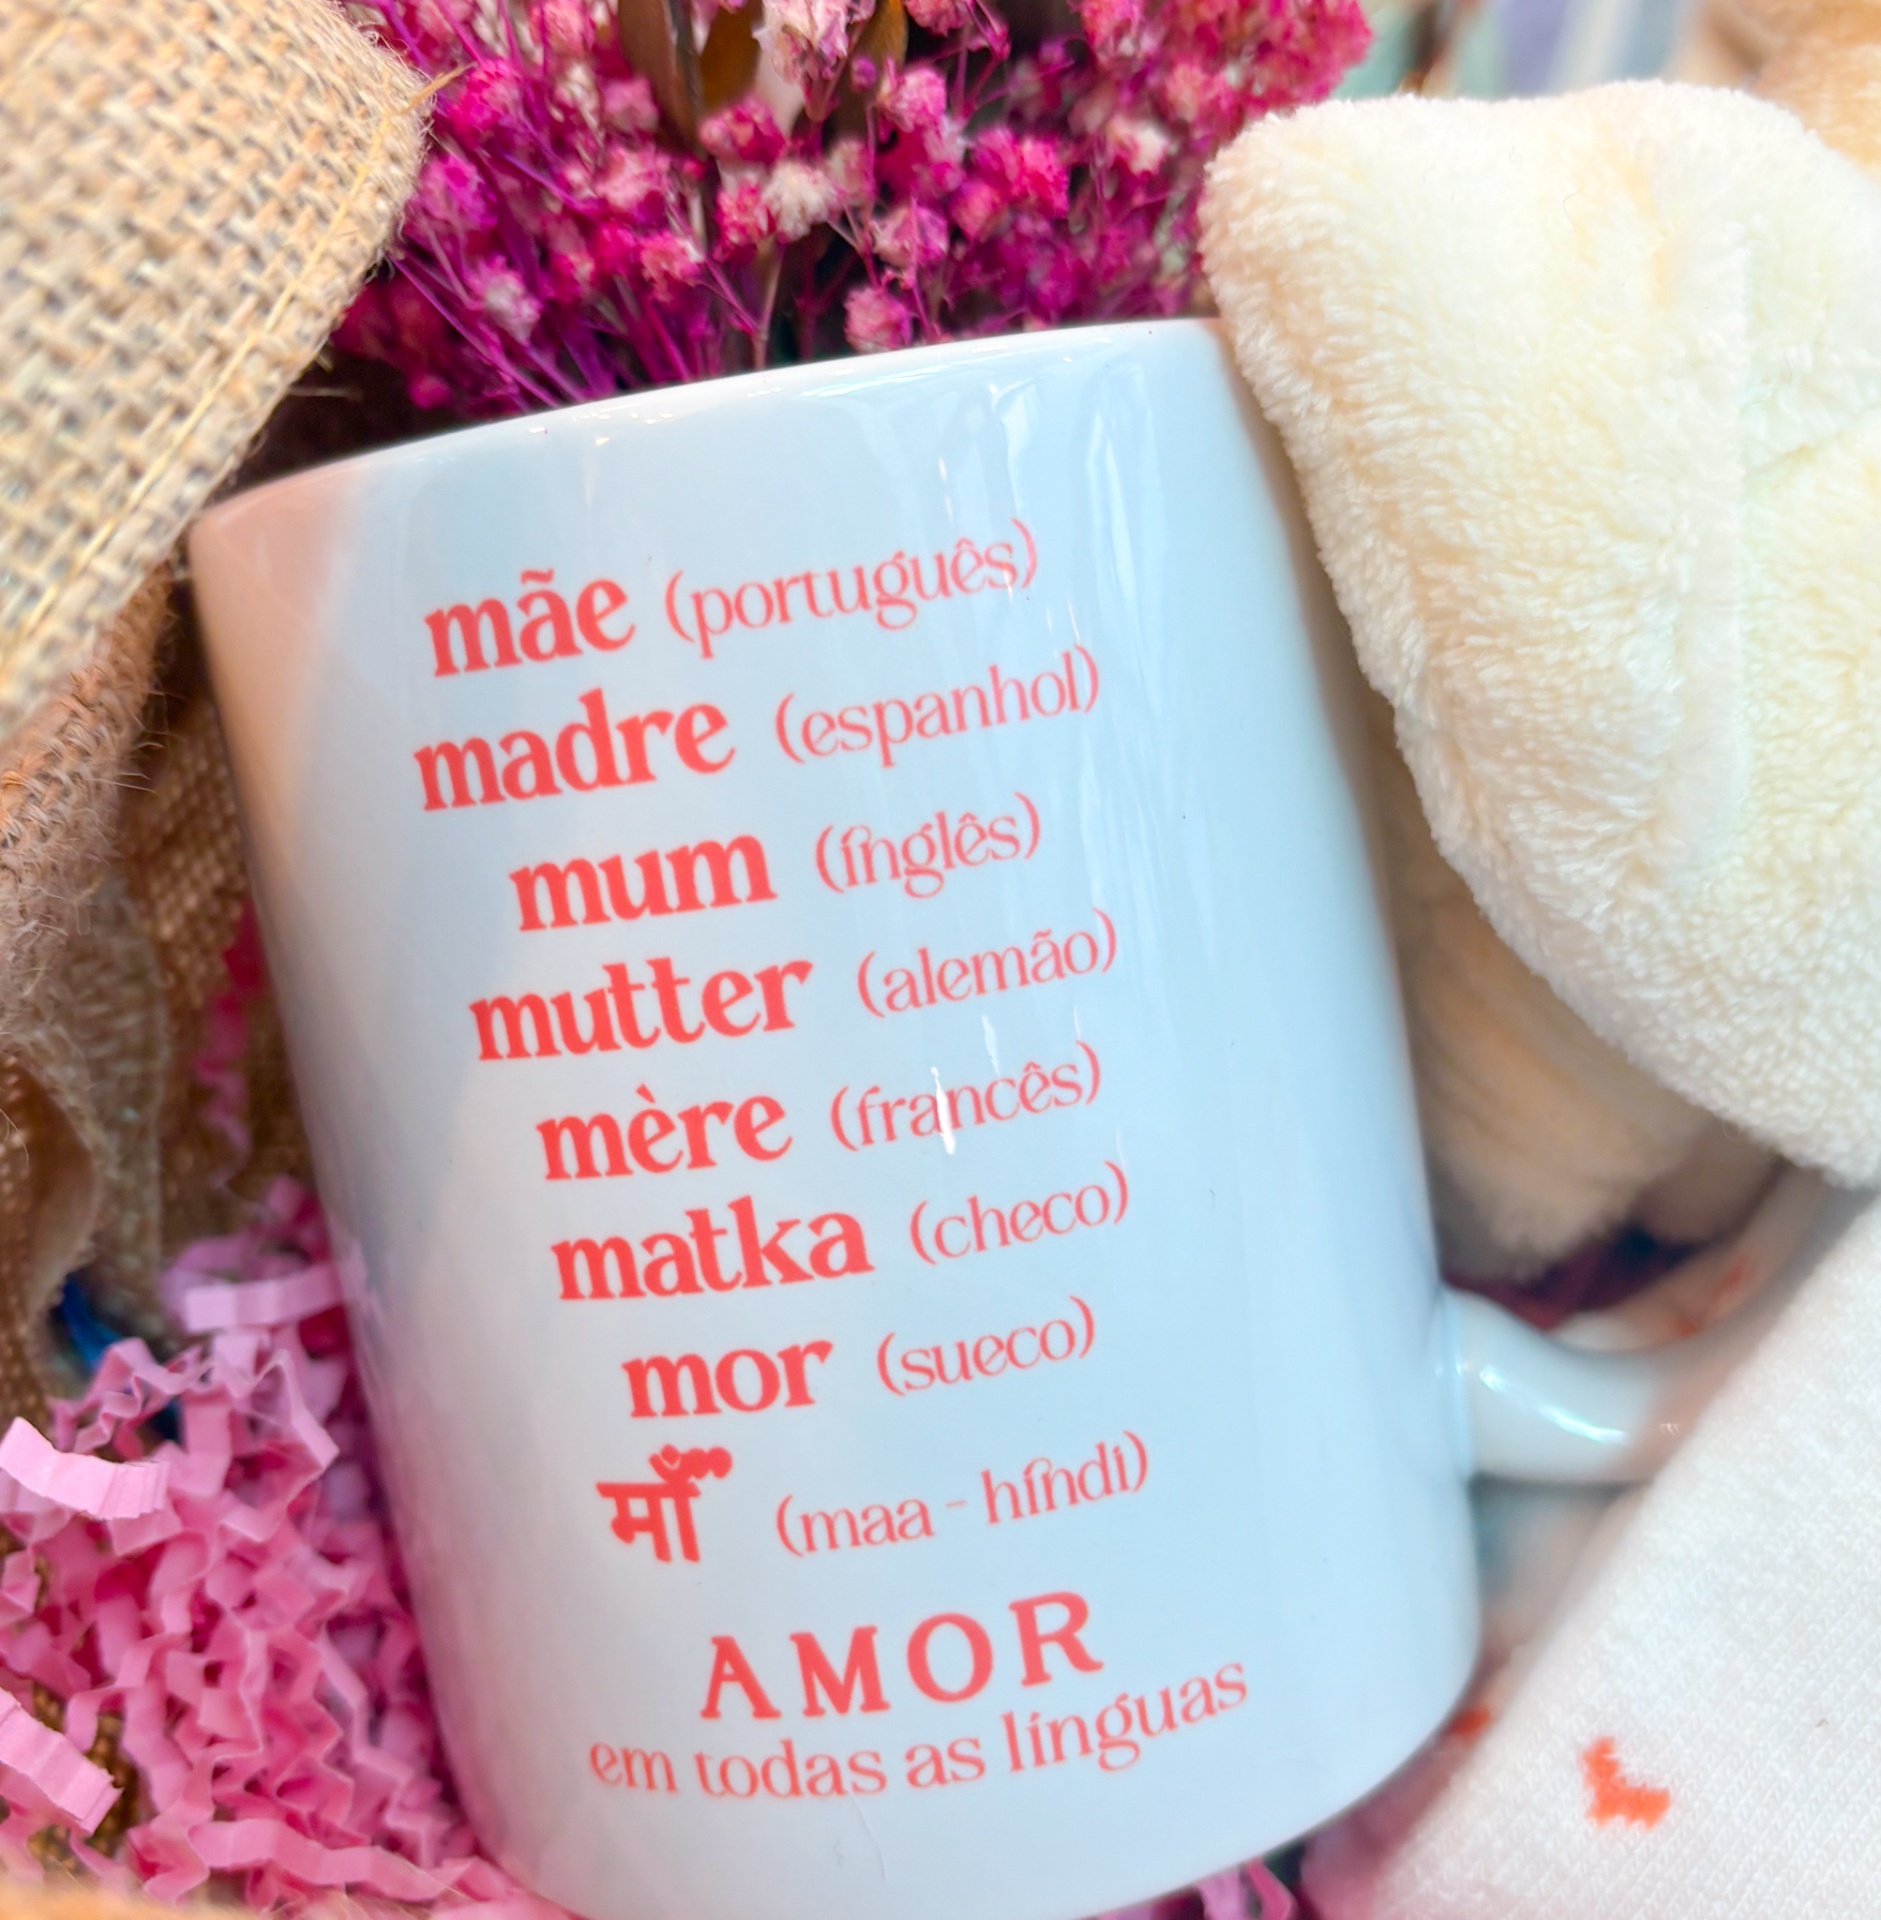 mãe (português)
madre (espanhol)
mum (inglês)
mutter (alemão)
mère (francês)
matka (checo)
mor (sueco)
माँ (maa - híndi)
AMOR
em todas as línguas